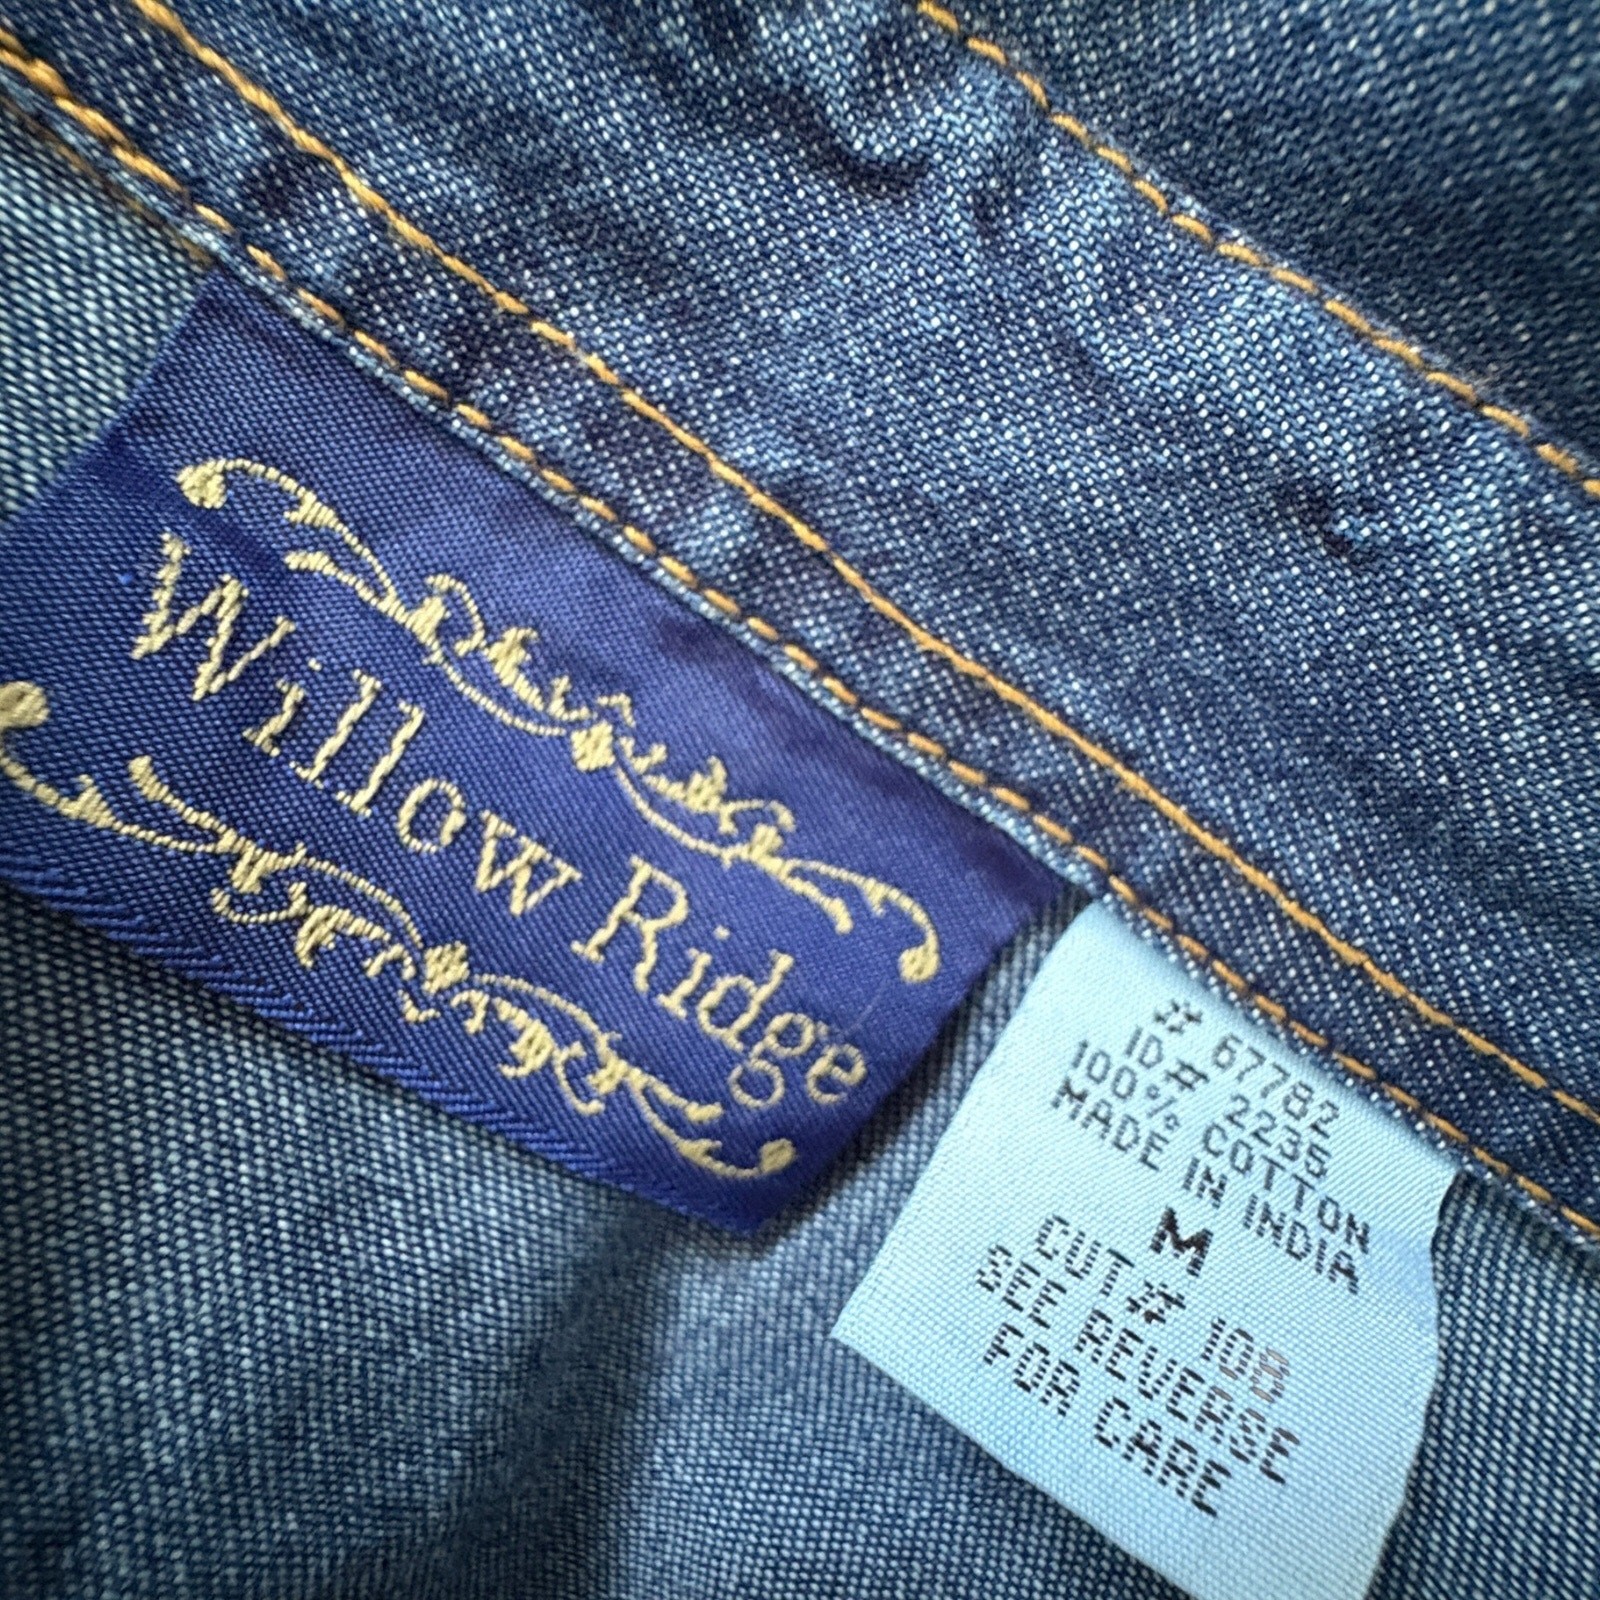 Willow Ridge
# 67782
ID# 2235
100% COTTON
MADE IN INDIA
M
CUT# 108
SEE REVERSE
FOR CARE